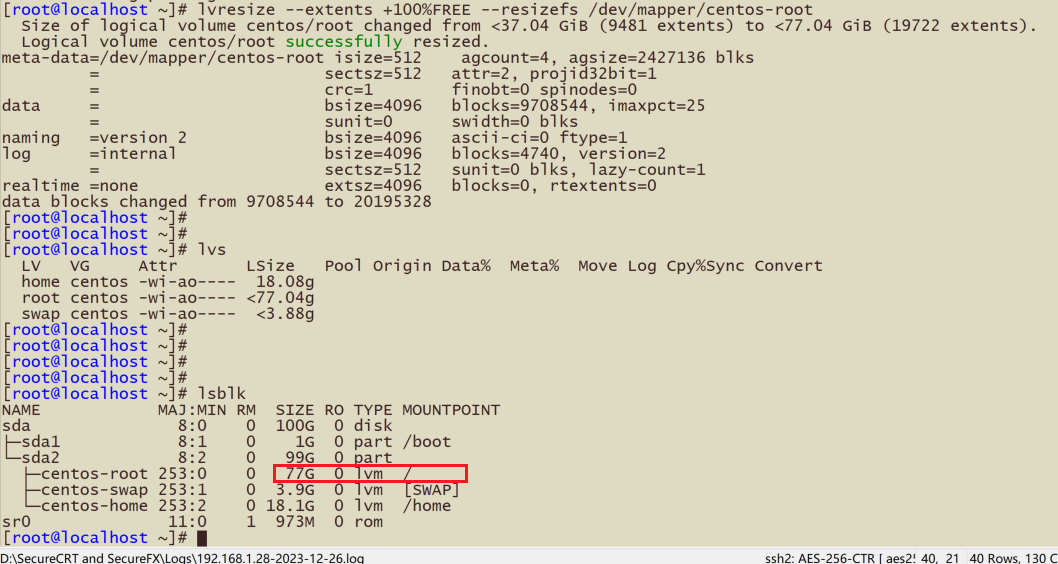 [root@localhost ~]# lvresize --extents +100%FREE --resizefs /dev/mapper/centos-root
  Size of logical volume centos/root changed from <37.04 GiB (9481 extents) to <77.04 GiB (19722 extents).
  Logical volume centos/root successfully resized.
meta-data=/dev/mapper/centos-root isize=512    agcount=4, agsize=2427136 blks
         =                       sectsz=512   attr=2, projid32bit=1
         =                       crc=1        finobt=0 spinodes=0
data     =                       bsize=4096   blocks=9708544, imaxpct=25
         =                       sunit=0      swidth=0 blks
naming   =version 2              bsize=4096   ascii-ci=0 ftype=1
log      =internal               bsize=4096   blocks=4740, version=2
         =                       sectsz=512   sunit=0 blks, lazy-count=1
realtime =none                   extsz=4096   blocks=0, rtextents=0
data blocks changed from 9708544 to 20195328
[root@localhost ~]#
[root@localhost ~]#
[root@localhost ~]# lvs
  LV   VG     Attr       LSize   Pool Origin Data%  Meta%  Move Log Cpy%Sync Convert
  home centos -wi-ao----  18.08g
  root centos -wi-ao---- <77.04g
  swap centos -wi-ao----  <3.88g
[root@localhost ~]#
[root@localhost ~]#
[root@localhost ~]#
[root@localhost ~]#
[root@localhost ~]# lsblk
NAME            MAJ:MIN RM  SIZE RO TYPE MOUNTPOINT
sda               8:0    0  100G  0 disk
├─sda1            8:1    0    1G  0 part /boot
└─sda2            8:2    0   99G  0 part
  ├─centos-root 253:0    0   77G  0 lvm  /
  ├─centos-swap 253:1    0  3.9G  0 lvm  [SWAP]
  └─centos-home 253:2    0 18.1G  0 lvm  /home
sr0              11:0    1  973M  0 rom
[root@localhost ~]#
D:\SecureCRT and SecureFX\Logs\192.168.1.28-2023-12-26.log ssh2: AES-256-CTR [ aes2! 40, 21 40 Rows, 130 C